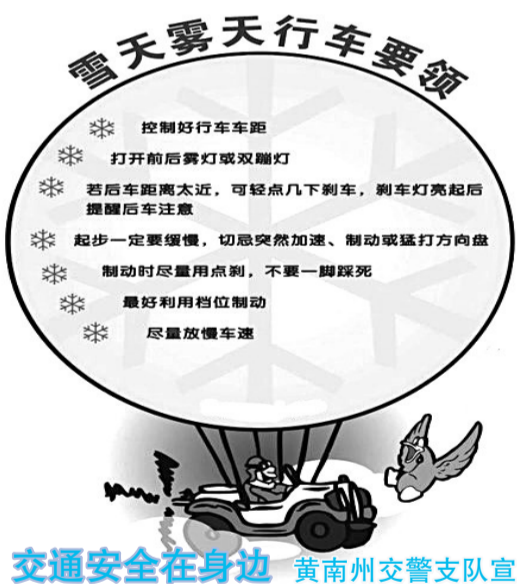 雪天雾天行车要领
控制好行车车距
打开前后雾灯或双蹦灯
若后车距离太近，可轻点几下刹车，刹车灯亮起后
提醒后车注意
起步一定要缓慢，切忌突然加速、制动或猛打方向盘
制动时尽量用点刹，不要一脚踩死
最好利用档位制动
尽量放慢车速
交通安全在身边
黄南州交警支队宣